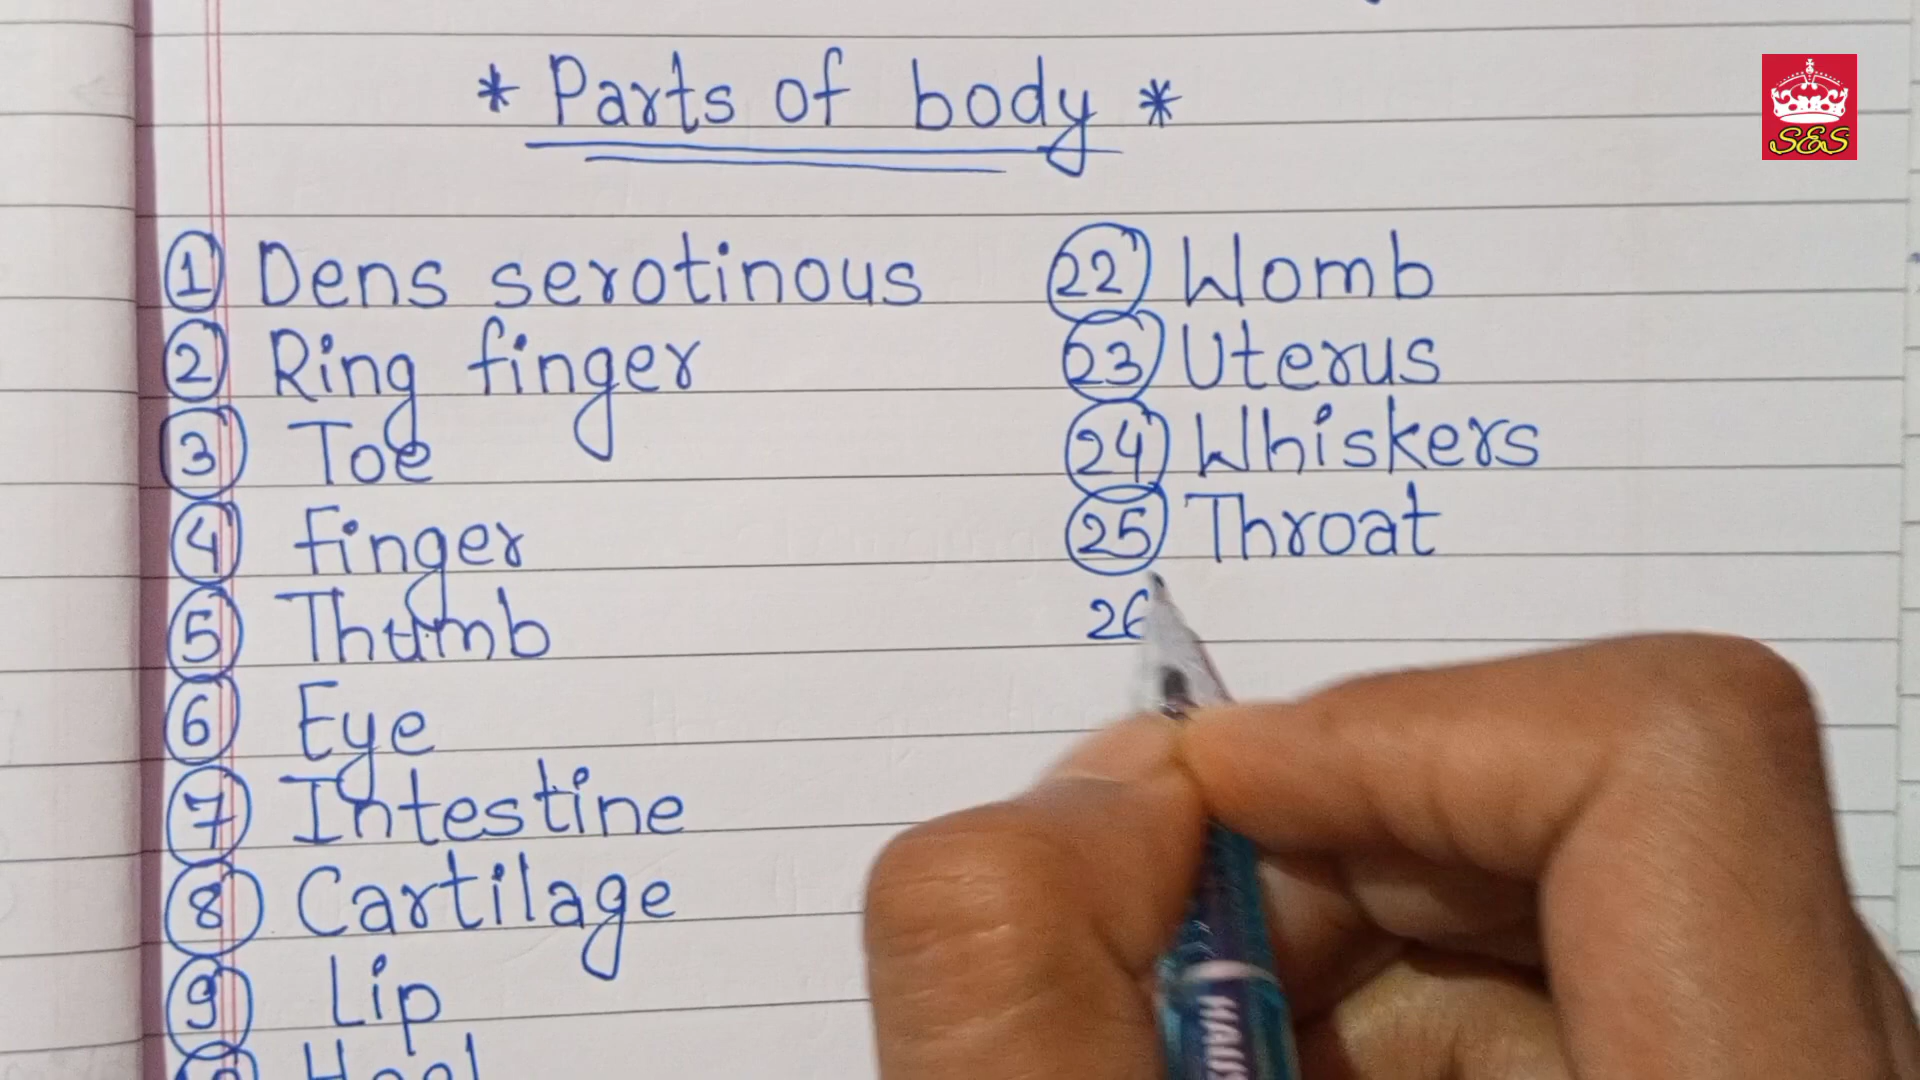 * Parts of body *
S&S
1 Dens serotinous
2 Ring finger
3 Toe
4 Finger
5 Thumb
6 Eye
7 Intestine
8 Cartilage
9 Lip
22 Womb
23 Uterus
24 Whiskers
25 Throat
26